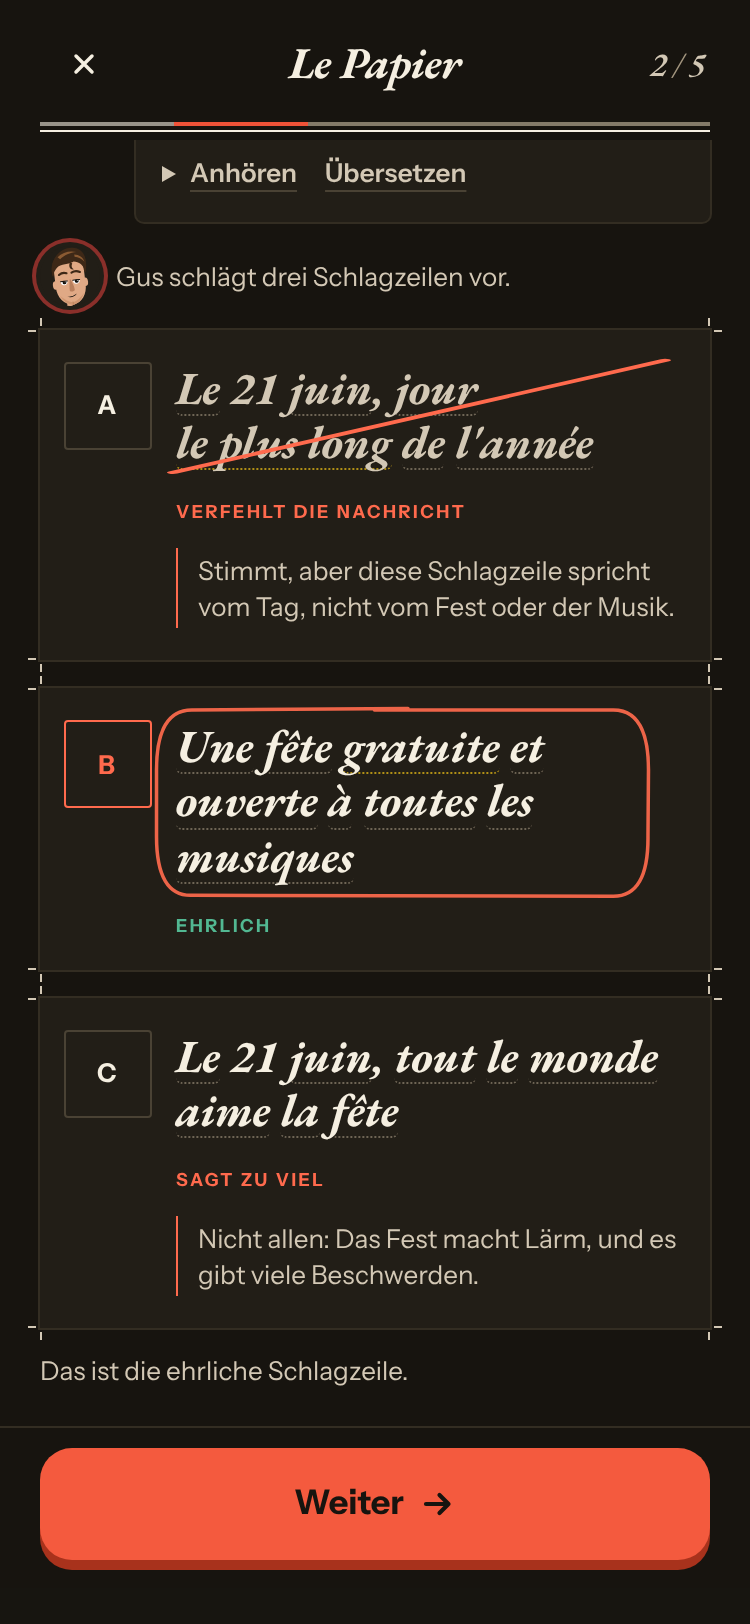 Le Papier
2/5
Anhören Übersetzen
Gus schlägt drei Schlagzeilen vor.
A
Le 21 juin, jour
le plus long de l'année
VERFEHLT DIE NACHRICHT
Stimmt, aber diese Schlagzeile spricht
vom Tag, nicht vom Fest oder der Musik.
B
Une fête gratuite et
ouverte à toutes les
musiques
EHRLICH
C
Le 21 juin, tout le monde
aime la fête
SAGT ZU VIEL
Nicht allen: Das Fest macht Lärm, und es
gibt viele Beschwerden.
Das ist die ehrliche Schlagzeile.
Weiter →